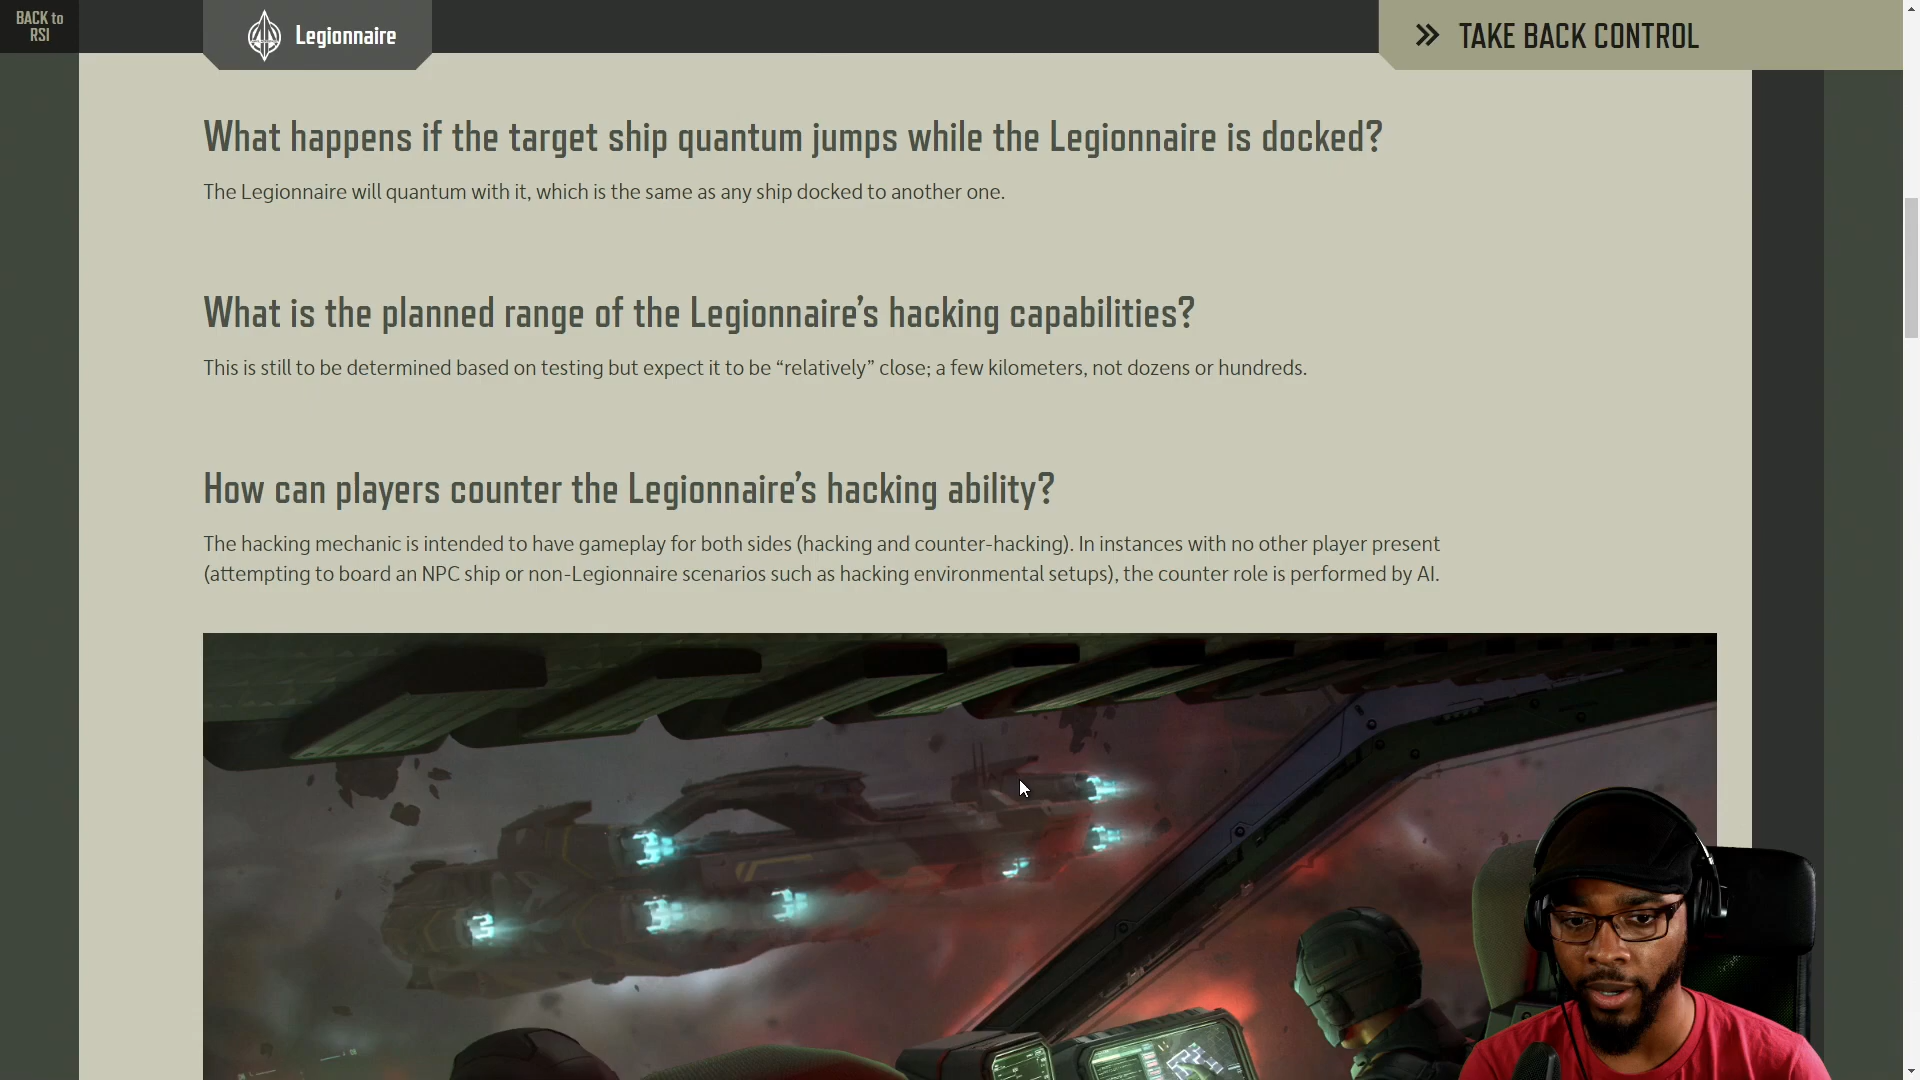 BACK to
RSI
Legionnaire
TAKE BACK CONTROL
What happens if the target ship quantum jumps while the Legionnaire is docked?
The Legionnaire will quantum with it, which is the same as any ship docked to another one.
What is the planned range of the Legionnaire’s hacking capabilities?
This is still to be determined based on testing but expect it to be “relatively” close; a few kilometers, not dozens or hundreds.
How can players counter the Legionnaire’s hacking ability?
The hacking mechanic is intended to have gameplay for both sides (hacking and counter-hacking). In instances with no other player present
(attempting to board an NPC ship or non-Legionnaire scenarios such as hacking environmental setups), the counter role is performed by AI.